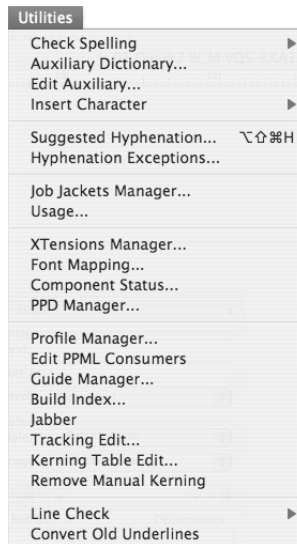 Utilities
Check Spelling ▶
Auxiliary Dictionary...
Edit Auxiliary...
Insert Character ▶
Suggested Hyphenation... ⌥⇧⌘H
Hyphenation Exceptions...
Job Jackets Manager...
Usage...
XTensions Manager...
Font Mapping...
Component Status...
PPD Manager...
Profile Manager...
Edit PPML Consumers
Guide Manager...
Build Index...
Jabber
Tracking Edit...
Kerning Table Edit...
Remove Manual Kerning
Line Check ▶
Convert Old Underlines